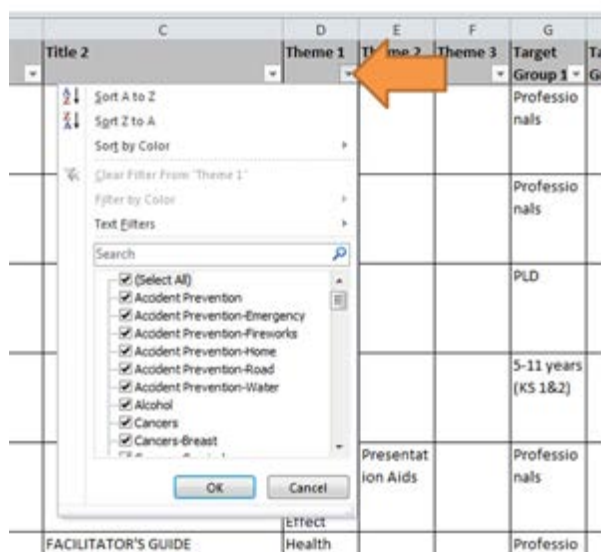 C D E F G
Title 2 Theme 1 Theme 2 Theme 3 Target
Group 1
Sort A to Z
Sort Z to A
Sort by Color
Clear Filter From "Theme 1"
Filter by Color
Text Filters
Search
(Select All)
Accident Prevention
Accident Prevention-Emergency
Accident Prevention-Fireworks
Accident Prevention-Home
Accident Prevention-Road
Accident Prevention-Water
Alcohol
Cancers
Cancers-Breast
OK Cancel
Professio
nals
Professio
nals
PLD
5-11 years
(KS 1&2)
Presentat
ion Aids
Professio
nals
Effect
FACILITATOR'S GUIDE Health Professio